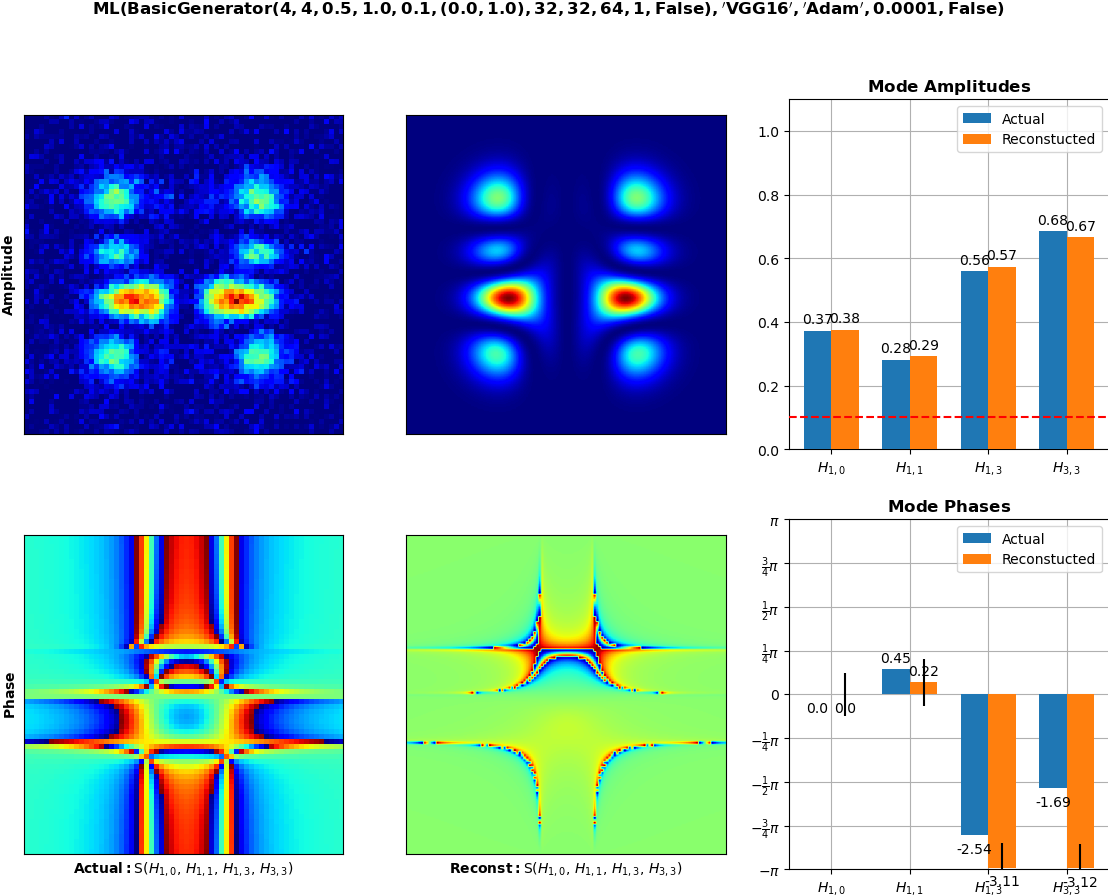 ML(BasicGenerator(4, 4, 0.5, 1.0, 0.1, (0.0, 1.0), 32, 32, 64, 1, False), 'VGG16', 'Adam', 0.0001, False)
Amplitude
Mode Amplitudes
Actual
Reconstucted
1.0
0.8
0.6
0.4
0.2
0.0
0.37
0.38
0.28
0.29
0.56
0.57
0.68
0.67
H1,0
H1,1
H1,3
H3,3
Phase
Actual: S(H1,0, H1,1, H1,3, H3,3)
Reconst: S(H1,0, H1,1, H1,3, H3,3)
Mode Phases
Actual
Reconstucted
π
3/4π
1/2π
1/4π
0
−1/4π
−1/2π
−3/4π
−π
0.0
0.0
0.45
0.22
-2.54
-3.11
-1.69
-3.12
H1,0
H1,1
H1,3
H3,3